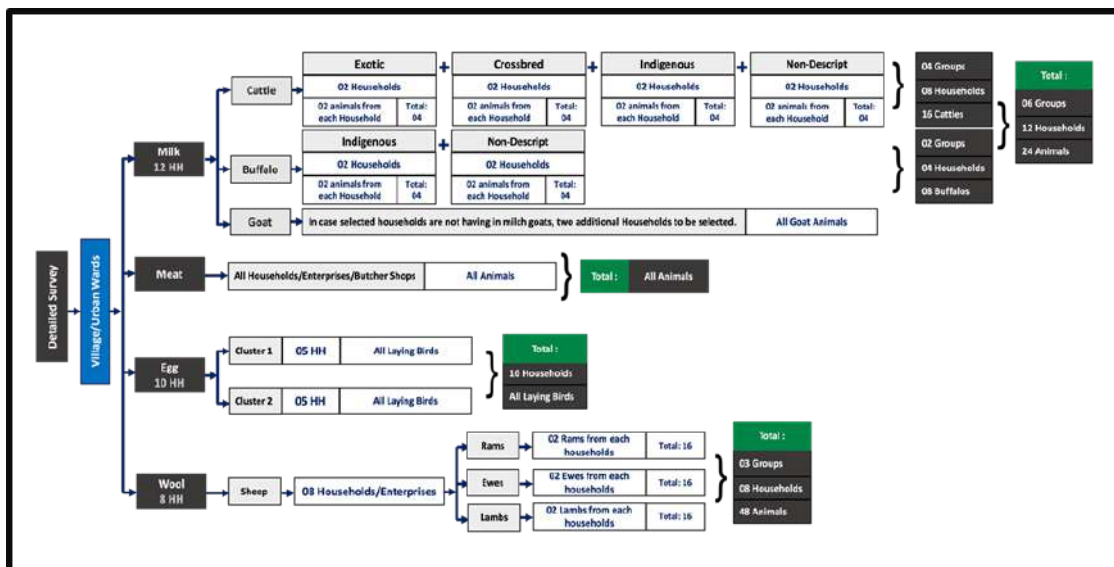 Detailed Survey
Village/Urban Wards
Milk
12 HH
Cattle
Exotic
02 Households
02 animals from
each Household
Total:
04
+
Crossbred
02 Households
02 animals from
each Household
Total:
04
+
Indigenous
02 Households
02 animals from
each Household
Total:
04
+
Non-Descript
02 Households
02 animals from
each Household
Total:
04
04 Groups
08 Households
16 Cattles
Buffalo
Indigenous
02 Households
02 animals from
each Household
Total:
04
+
Non-Descript
02 Households
02 animals from
each Household
Total:
04
02 Groups
04 Households
08 Buffalos
Total :
06 Groups
12 Households
24 Animals
Goat
In case selected households are not having in milch goats, two additional Households to be selected.
All Goat Animals
Meat
All Households/Enterprises/Butcher Shops
All Animals
Total :
All Animals
Egg
10 HH
Cluster 1
05 HH
All Laying Birds
Cluster 2
05 HH
All Laying Birds
Total :
10 Households
All Laying Birds
Wool
8 HH
Sheep
08 Households/Enterprises
Rams
02 Rams from each
households
Total: 16
Ewes
02 Ewes from each
households
Total: 16
Lambs
02 Lambs from each
households
Total: 16
Total :
03 Groups
08 Households
48 Animals